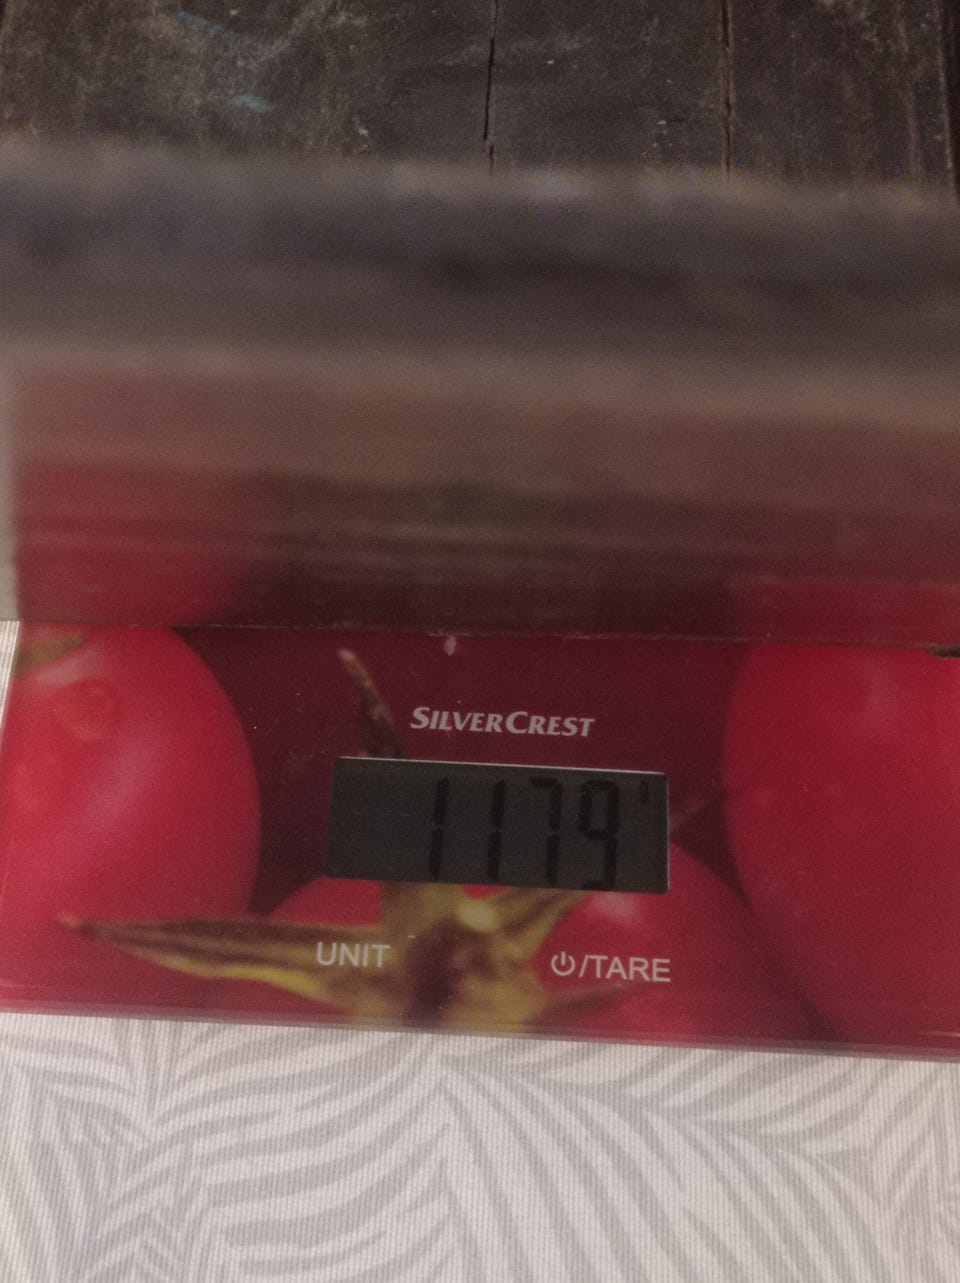 SILVERCREST
1179 g
UNIT
⏻/TARE